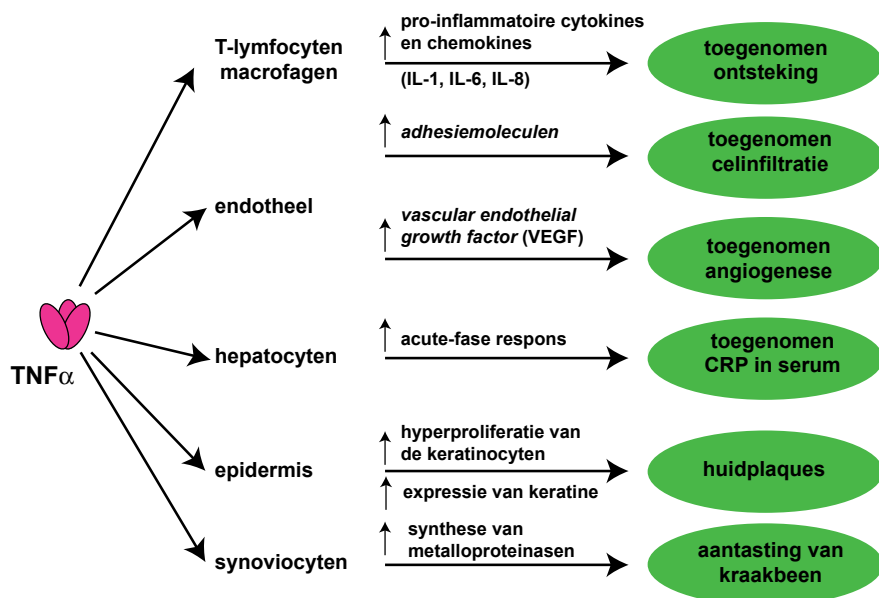 T-lymfocyten
macrofagen
pro-inflammatoire cytokines
en chemokines
(IL-1, IL-6, IL-8)
toegenomen
ontsteking
adhesiemoleculen
toegenomen
celinfiltratie
endotheel
vascular endothelial
growth factor (VEGF)
toegenomen
angiogenese
TNFα
hepatocyten
acute-fase respons
toegenomen
CRP in serum
epidermis
hyperproliferatie van
de keratinocyten
expressie van keratine
huidplaques
synoviocyten
synthese van
metalloproteinasen
aantasting van
kraakbeen